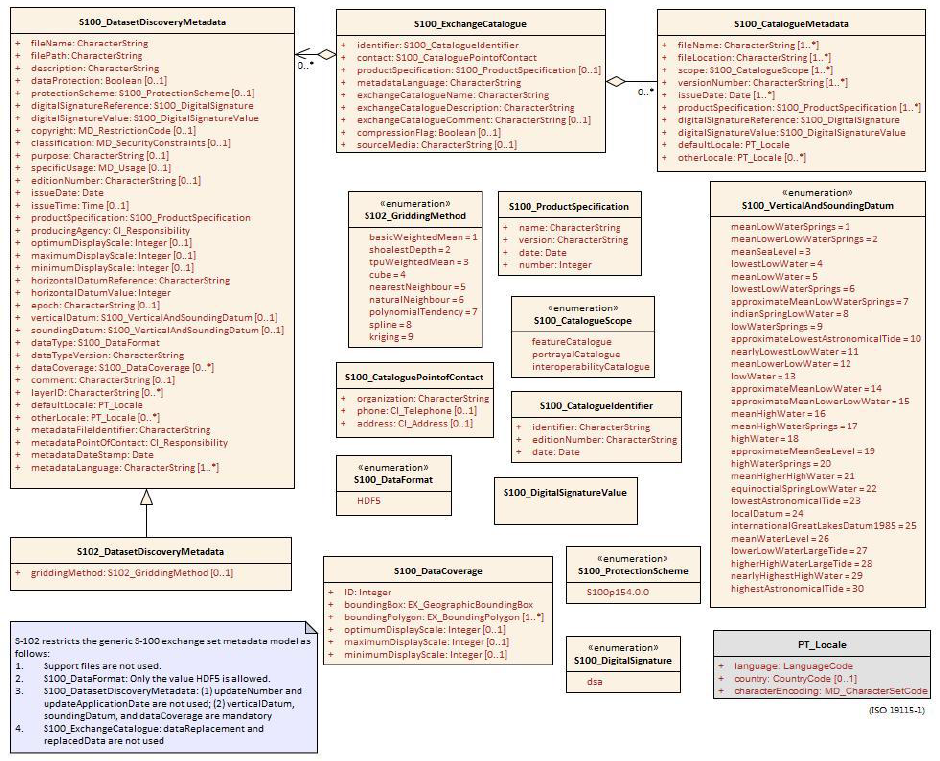 S100_DatasetDiscoveryMetadata
+ fileName: CharacterString
+ filePath: CharacterString
+ description: CharacterString
+ dataProtection: Boolean [0..1]
+ protectionScheme: S100_ProtectionScheme [0..1]
+ digitalSignatureReference: S100_DigitalSignature
+ digitalSignatureValue: S100_DigitalSignatureValue
+ copyright: MD_RestrictionCode [0..1]
+ classification: MD_SecurityConstraints [0..1]
+ purpose: CharacterString [0..1]
+ specificUsage: MD_Usage [0..1]
+ editionNumber: CharacterString [0..1]
+ issueDate: Date
+ issueTime: Time [0..1]
+ productSpecification: S100_ProductSpecification
+ producingAgency: CI_Responsibility
+ optimumDisplayScale: Integer [0..1]
+ maximumDisplayScale: Integer [0..1]
+ minimumDisplayScale: Integer [0..1]
+ horizontalDatumReference: CharacterString
+ horizontalDatumValue: Integer
+ epoch: CharacterString [0..1]
+ verticalDatum: S100_VerticalAndSoundingDatum [0..1]
+ soundingDatum: S100_VerticalAndSoundingDatum [0..1]
+ dataType: S100_DataFormat
+ dataTypeVersion: CharacterString
+ dataCoverage: S100_DataCoverage [0..*]
+ comment: CharacterString [0..1]
+ layerID: CharacterString [0..*]
+ defaultLocale: PT_Locale
+ otherLocale: PT_Locale [0..*]
+ metadataFileIdentifier: CharacterString
+ metadataPointOfContact: CI_Responsibility
+ metadataDateStamp: Date
+ metadataLanguage: CharacterString [1..*]
0..*
S100_ExchangeCatalogue
+ identifier: S100_CatalogueIdentifier
+ contact: S100_CataloguePointofContact
+ productSpecification: S100_ProductSpecification [0..1]
+ metadataLanguage: CharacterString
+ exchangeCatalogueName: CharacterString
+ exchangeCatalogueDescription: CharacterString
+ exchangeCatalogueComment: CharacterString [0..1]
+ compressionFlag: Boolean [0..1]
+ sourceMedia: CharacterString [0..1]
0..*
S100_CatalogueMetadata
+ fileName: CharacterString [1..*]
+ fileLocation: CharacterString [1..*]
+ scope: S100_CatalogueScope [1..*]
+ versionNumber: CharacterString [1..*]
+ issueDate: Date [1..*]
+ productSpecification: S100_ProductSpecification [1..*]
+ digitalSignatureReference: S100_DigitalSignature
+ digitalSignatureValue: S100_DigitalSignatureValue
+ defaultLocale: PT_Locale
+ otherLocale: PT_Locale [0..*]
«enumeration»
S102_GriddingMethod
basicWeightedMean = 1
shoalestDepth = 2
tpuWeightedMean = 3
cube = 4
nearestNeighbour = 5
naturalNeighbour = 6
polynomialTendency = 7
spline = 8
kriging = 9
S100_ProductSpecification
+ name: CharacterString
+ version: CharacterString
+ date: Date
+ number: Integer
«enumeration»
S100_CatalogueScope
featureCatalogue
portrayalCatalogue
interoperabilityCatalogue
«enumeration»
S100_VerticalAndSoundingDatum
meanLowWaterSprings = 1
meanLowerLowWaterSprings = 2
meanSeaLevel = 3
lowestLowWater = 4
meanLowWater = 5
lowestLowWaterSprings = 6
approximateMeanLowWaterSprings = 7
indianSpringLowWater = 8
lowWaterSprings = 9
approximateLowestAstronomicalTide = 10
nearlyLowestLowWater = 11
meanLowerLowWater = 12
lowWater = 13
approximateMeanLowWater = 14
approximateMeanLowerLowWater = 15
meanHighWater = 16
meanHighWaterSprings = 17
highWater = 18
approximateMeanSeaLevel = 19
highWaterSprings = 20
meanHigherHighWater = 21
equinoctialSpringLowWater = 22
lowestAstronomicalTide = 23
localDatum = 24
internationalGreatLakesDatum1985 = 25
meanWaterLevel = 26
lowerLowWaterLargeTide = 27
higherHighWaterLargeTide = 28
nearlyHighestHighWater = 29
highestAstronomicalTide = 30
S100_CataloguePointofContact
+ organization: CharacterString
+ phone: CI_Telephone [0..1]
+ address: CI_Address [0..1]
S100_CatalogueIdentifier
+ identifier: CharacterString
+ editionNumber: CharacterString
+ date: Date
«enumeration»
S100_DataFormat
HDF5
S100_DigitalSignatureValue
S102_DatasetDiscoveryMetadata
+ griddingMethod: S102_GriddingMethod [0..1]
S100_DataCoverage
+ ID: Integer
+ boundingBox: EX_GeographicBoundingBox
+ boundingPolygon: EX_BoundingPolygon [1..*]
+ optimumDisplayScale: Integer [0..1]
+ maximumDisplayScale: Integer [0..1]
+ minimumDisplayScale: Integer [0..1]
«enumeration»
S100_ProtectionScheme
S100p154.0.0
«enumeration»
S100_DigitalSignature
dsa
S-102 restricts the generic S-100 exchange set metadata model as
follows:
1. Support files are not used.
2. S100_DataFormat: Only the value HDF5 is allowed.
3. S100_DatasetDiscoveryMetadata: (1) updateNumber and
updateApplicationDate are not used; (2) verticalDatum,
soundingDatum, and dataCoverage are mandatory
4. S100_ExchangeCatalogue: dataReplacement and
replacedData are not used
PT_Locale
+ language: LanguageCode
+ country: CountryCode [0..1]
+ characterEncoding: MD_CharacterSetCode
(ISO 19115-1)